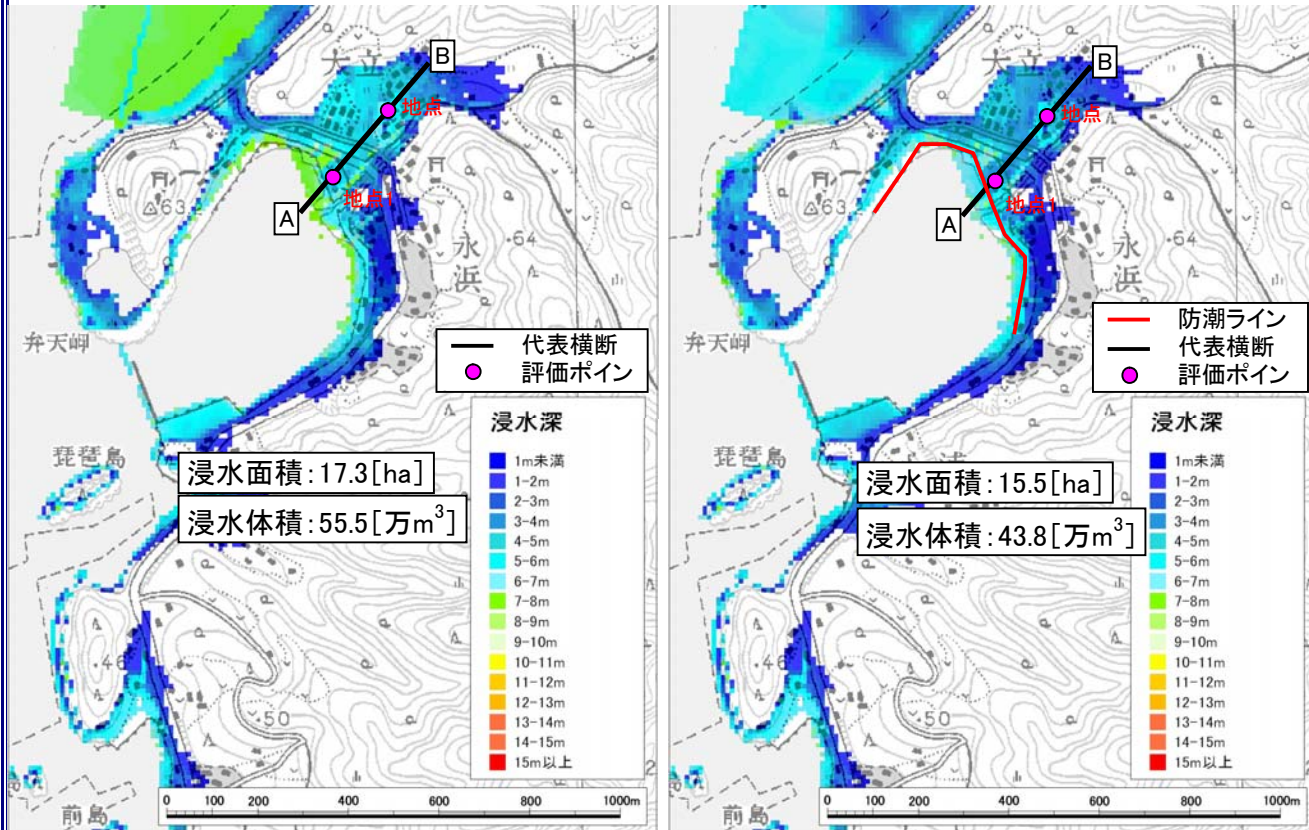 B
大立
地点
63
地点1
A
永浜
64
弁天岬
代表横断
評価ポイン
浸水深
1m未満
1-2m
2-3m
3-4m
4-5m
5-6m
6-7m
7-8m
8-9m
9-10m
10-11m
11-12m
12-13m
13-14m
14-15m
15m以上
琵琶島
浸水面積:17.3[ha]
浸水体積:55.5[万m³]
46
50
前島
0 200 400 600 800 1000m
B
大立
地点
63
地点1
A
永浜
64
弁天岬
防潮ライン
代表横断
評価ポイン
浸水深
1m未満
1-2m
2-3m
3-4m
4-5m
5-6m
6-7m
7-8m
8-9m
9-10m
10-11m
11-12m
12-13m
13-14m
14-15m
15m以上
琵琶島
浸水面積:15.5[ha]
浸水体積:43.8[万m³]
46
50
前島
0 100 200 400 600 800 1000m